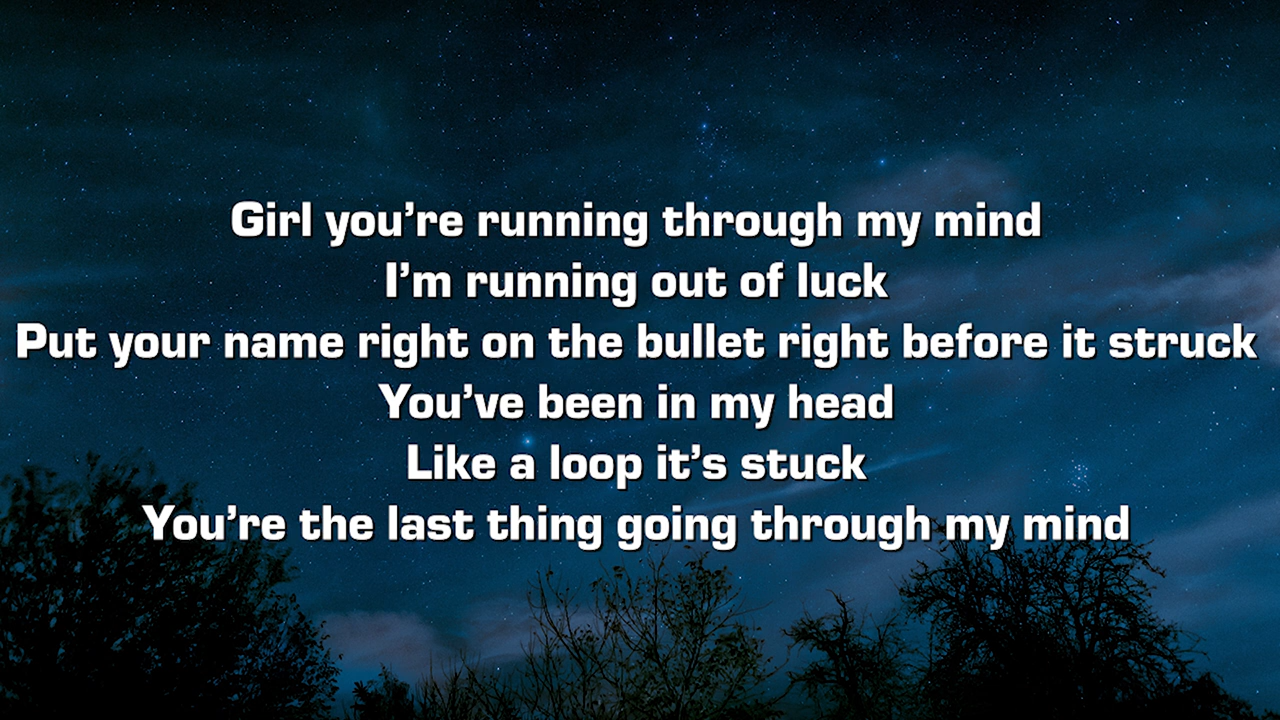 Girl you’re running through my mind
I’m running out of luck
Put your name right on the bullet right before it struck
You’ve been in my head
Like a loop it’s stuck
You’re the last thing going through my mind